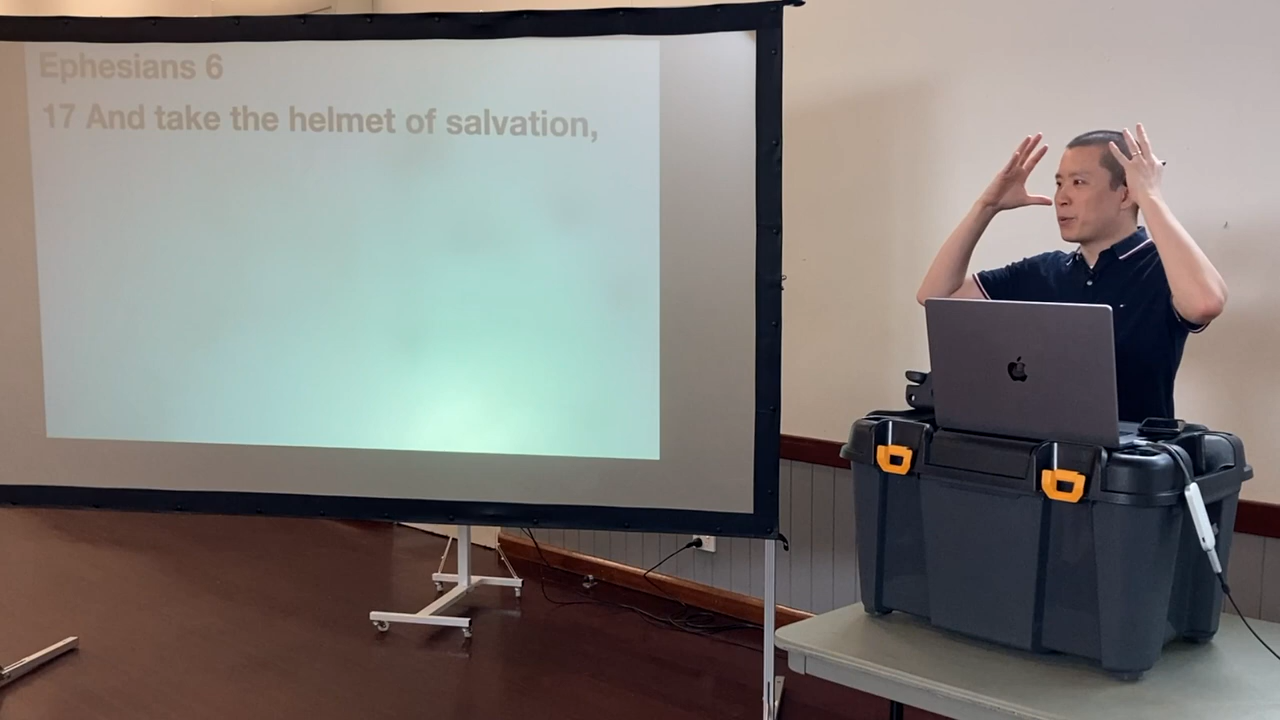 Ephesians 6
17 And take the helmet of salvation,